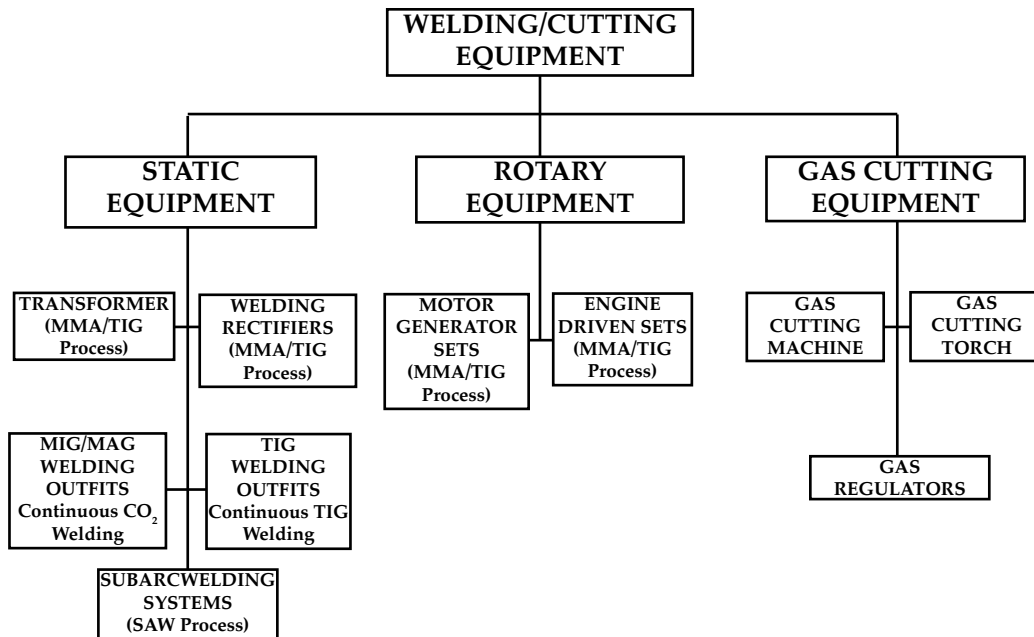 WELDING/CUTTING
EQUIPMENT
STATIC
EQUIPMENT
ROTARY
EQUIPMENT
GAS CUTTING
EQUIPMENT
TRANSFORMER
(MMA/TIG
Process)
WELDING
RECTIFIERS
(MMA/TIG
Process)
MOTOR
GENERATOR
SETS
(MMA/TIG
Process)
ENGINE
DRIVEN SETS
(MMA/TIG
Process)
GAS
CUTTING
MACHINE
GAS
CUTTING
TORCH
MIG/MAG
WELDING
OUTFITS
Continuous CO₂
Welding
TIG
WELDING
OUTFITS
Continuous TIG
Welding
GAS
REGULATORS
SUBARCWELDING
SYSTEMS
(SAW Process)